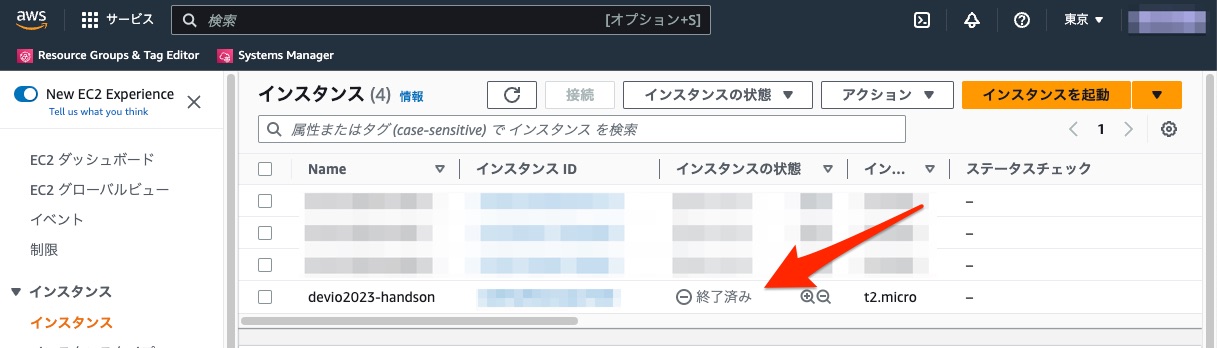 aws サービス 検索 [オプション+S] 東京
Resource Groups & Tag Editor Systems Manager
New EC2 Experience
Tell us what you think
EC2 ダッシュボード
EC2 グローバルビュー
イベント
制限
インスタンス
インスタンス
インスタンス (4) 情報 接続 インスタンスの状態 アクション インスタンスを起動
属性またはタグ (case-sensitive) で インスタンス を検索 1
Name インスタンス ID インスタンスの状態 イン... ステータスチェック
–
–
–
devio2023-handson 終了済み t2.micro –